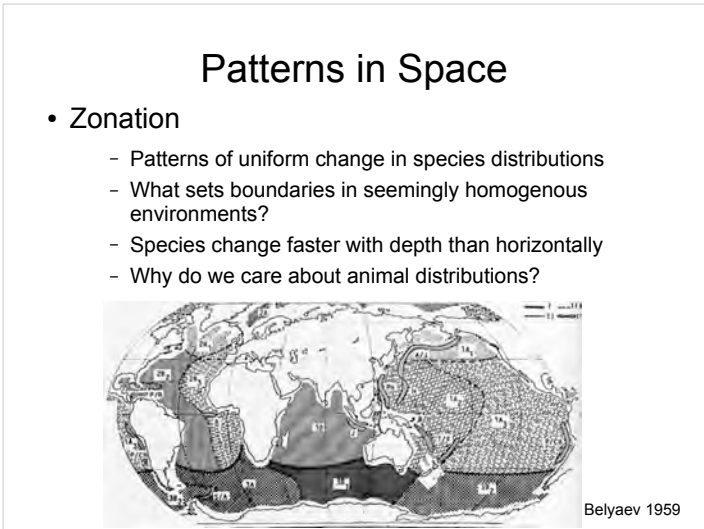 Patterns in Space
• Zonation
– Patterns of uniform change in species distributions
– What sets boundaries in seemingly homogenous
environments?
– Species change faster with depth than horizontally
– Why do we care about animal distributions?
Belyaev 1959